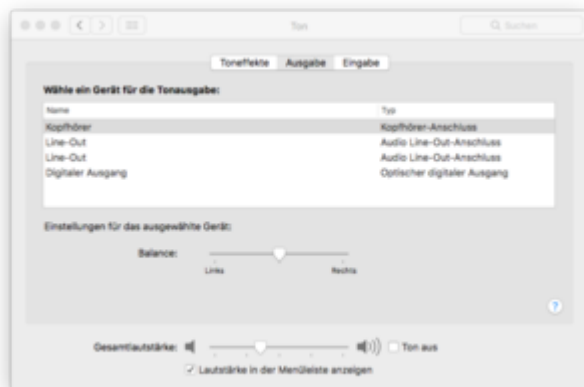 Ton
Suchen
Toneffekte Ausgabe Eingabe
Wähle ein Gerät für die Tonausgabe:
Name Typ
Kopfhörer Kopfhörer-Anschluss
Line-Out Audio Line-Out-Anschluss
Line-Out Audio Line-Out-Anschluss
Digitaler Ausgang Optischer digitaler Ausgang
Einstellungen für das ausgewählte Gerät:
Balance:
Links Rechts
?
Gesamtlautstärke: Ton aus
Lautstärke in der Menüleiste anzeigen